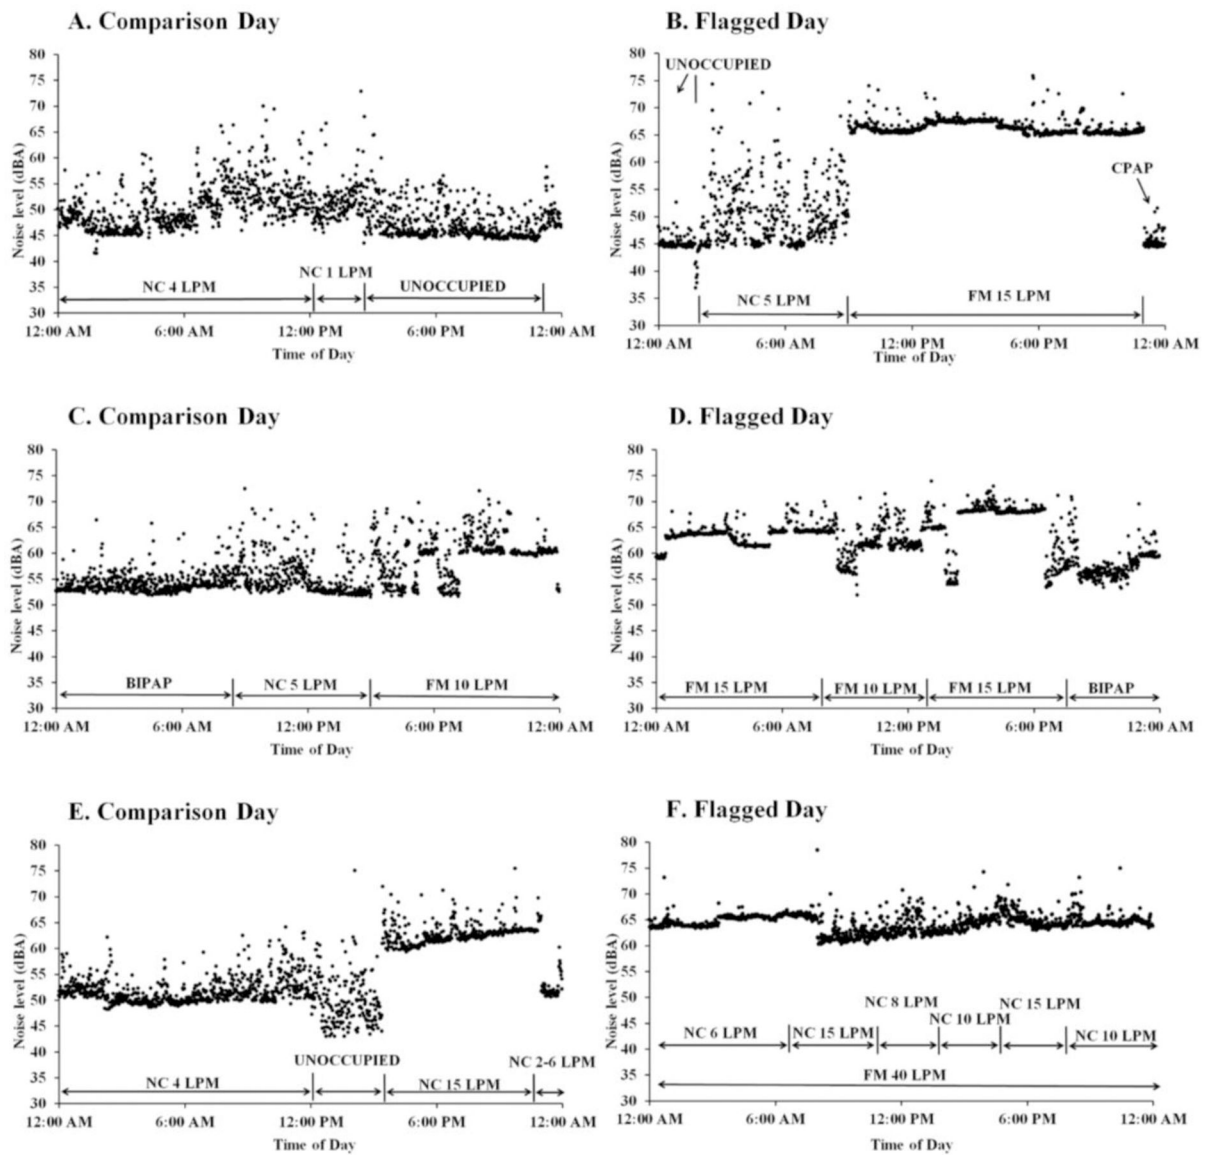 A. Comparison Day
80
75
70
65
60
55
50
45
40
35
30
Noise level (dBA)
NC 4 LPM
NC 1 LPM
UNOCCUPIED
12:00 AM 6:00 AM 12:00 PM 6:00 PM 12:00 AM
Time of Day
B. Flagged Day
80
75
70
65
60
55
50
45
40
35
30
Noise level (dBA)
UNOCCUPIED
CPAP
NC 5 LPM
FM 15 LPM
12:00 AM 6:00 AM 12:00 PM 6:00 PM 12:00 AM
Time of Day
C. Comparison Day
80
75
70
65
60
55
50
45
40
35
30
Noise level (dBA)
BIPAP
NC 5 LPM
FM 10 LPM
12:00 AM 6:00 AM 12:00 PM 6:00 PM 12:00 AM
Time of Day
D. Flagged Day
80
75
70
65
60
55
50
45
40
35
30
Noise level (dBA)
FM 15 LPM
FM 10 LPM
FM 15 LPM
BIPAP
12:00 AM 6:00 AM 12:00 PM 6:00 PM 12:00 AM
Time of Day
E. Comparison Day
80
75
70
65
60
55
50
45
40
35
30
Noise level (dBA)
UNOCCUPIED
NC 2-6 LPM
NC 4 LPM
NC 15 LPM
12:00 AM 6:00 AM 12:00 PM 6:00 PM 12:00 AM
Time of Day
F. Flagged Day
80
75
70
65
60
55
50
45
40
35
30
Noise level (dBA)
NC 8 LPM
NC 15 LPM
NC 10 LPM
NC 6 LPM
NC 15 LPM
NC 10 LPM
FM 40 LPM
12:00 AM 6:00 AM 12:00 PM 6:00 PM 12:00 AM
Time of Day